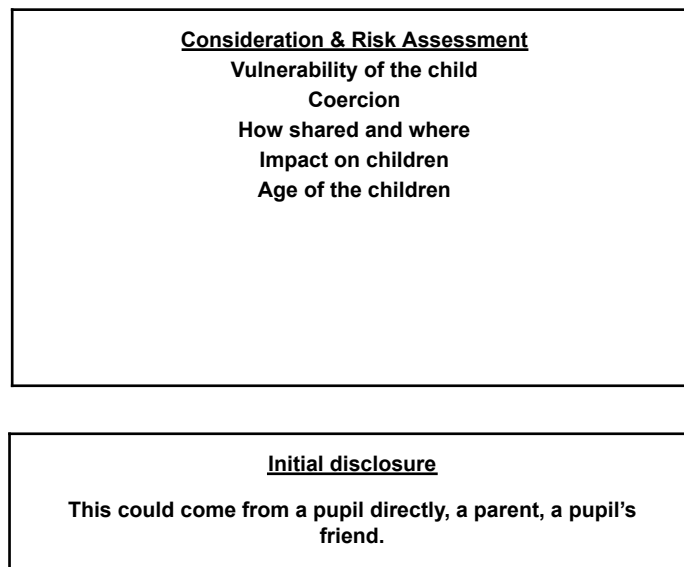 Consideration & Risk Assessment
Vulnerability of the child
Coercion
How shared and where
Impact on children
Age of the children
Initial disclosure
This could come from a pupil directly, a parent, a pupil’s
friend.